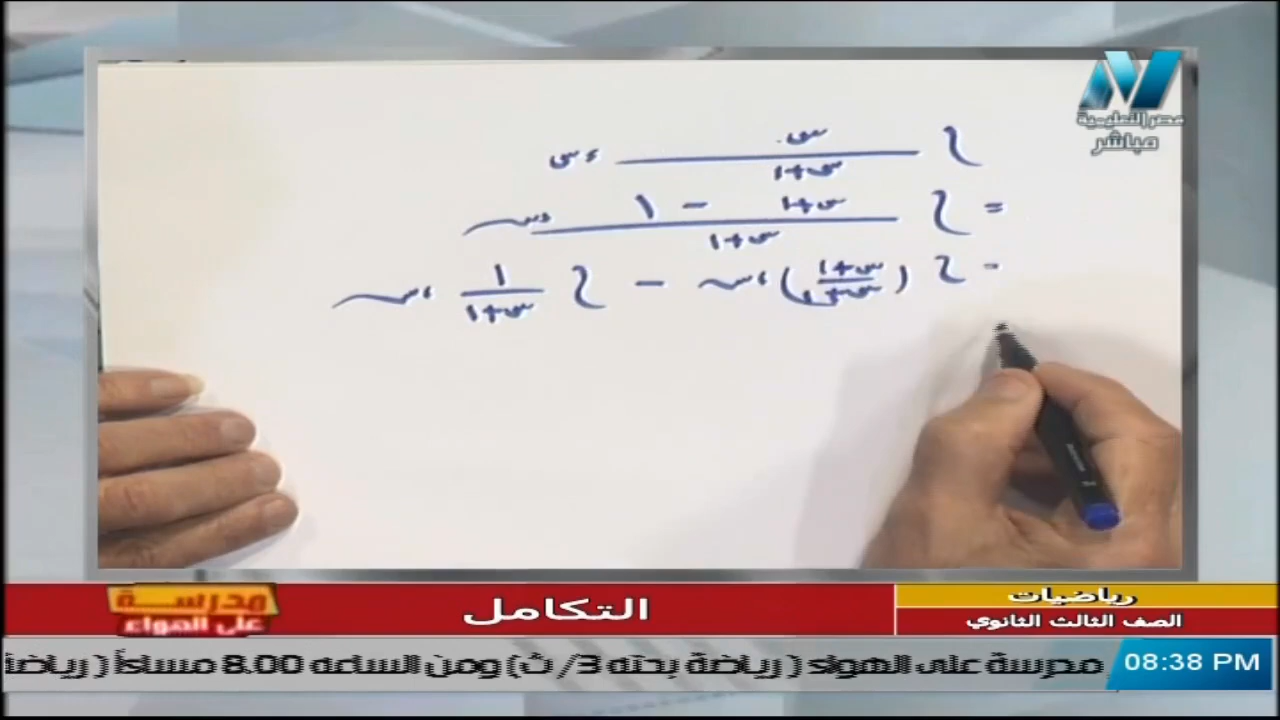 مصر التعليمية
مباشر
∫ س / س+١ ءس
= ∫ س+١ - ١ / س+١ ءس
= ∫ (س+١ / س+١) ءس - ∫ ١ / س+١ ءس
رياضيات
الصف الثالث الثانوي
التكامل
مدرسة
على الهواء
08:38 PM
مدرسة على الهواء ( رياضة بحته 3/ ث) ومن الساعه 8.00 مساءاً ( رياضة